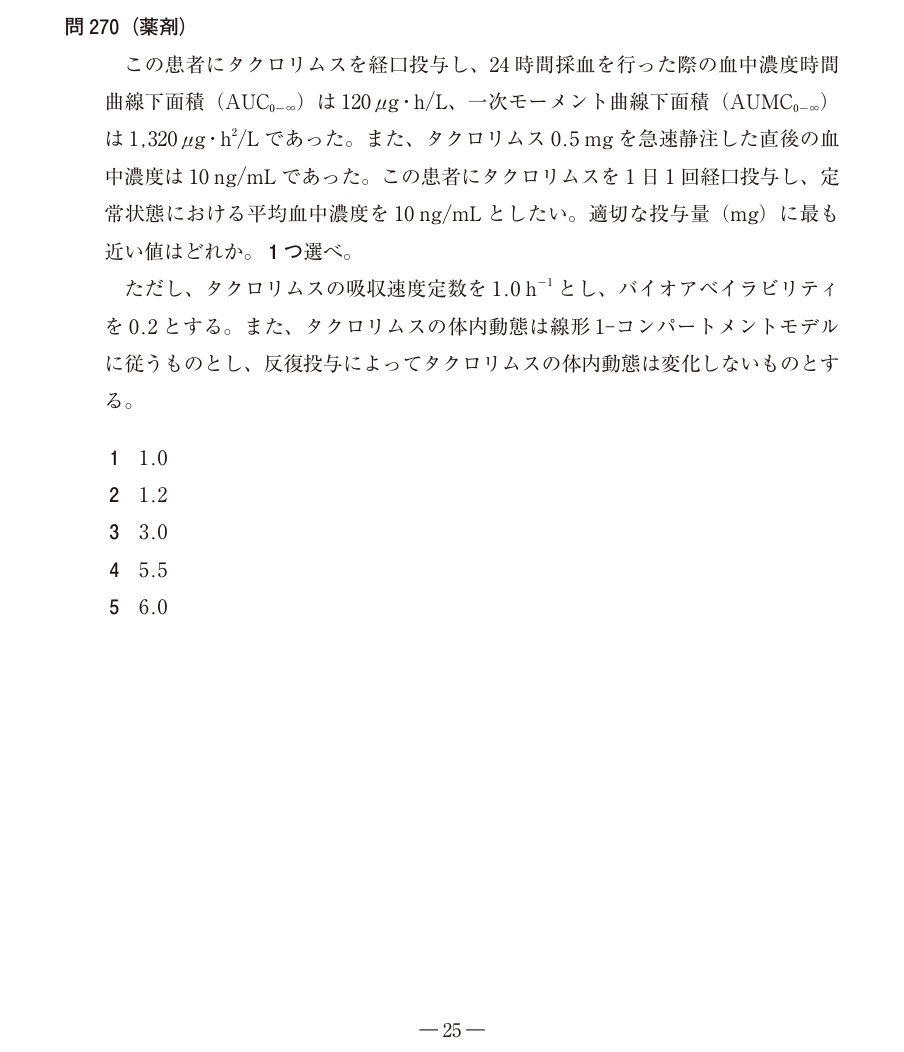 問 270（薬剤）
この患者にタクロリムスを経口投与し、24 時間採血を行った際の血中濃度時間
曲線下面積（AUC₀₋∞）は 120 μg・h/L、一次モーメント曲線下面積（AUMC₀₋∞）
は 1,320 μg・h²/L であった。また、タクロリムス 0.5 mg を急速静注した直後の血
中濃度は 10 ng/mL であった。この患者にタクロリムスを 1 日 1 回経口投与し、定
常状態における平均血中濃度を 10 ng/mL としたい。適切な投与量（mg）に最も
近い値はどれか。1つ選べ。
ただし、タクロリムスの吸収速度定数を 1.0 h⁻¹ とし、バイオアベイラビリティ
を 0.2 とする。また、タクロリムスの体内動態は線形 1-コンパートメントモデル
に従うものとし、反復投与によってタクロリムスの体内動態は変化しないものとす
る。
1 1.0
2 1.2
3 3.0
4 5.5
5 6.0
— 25 —